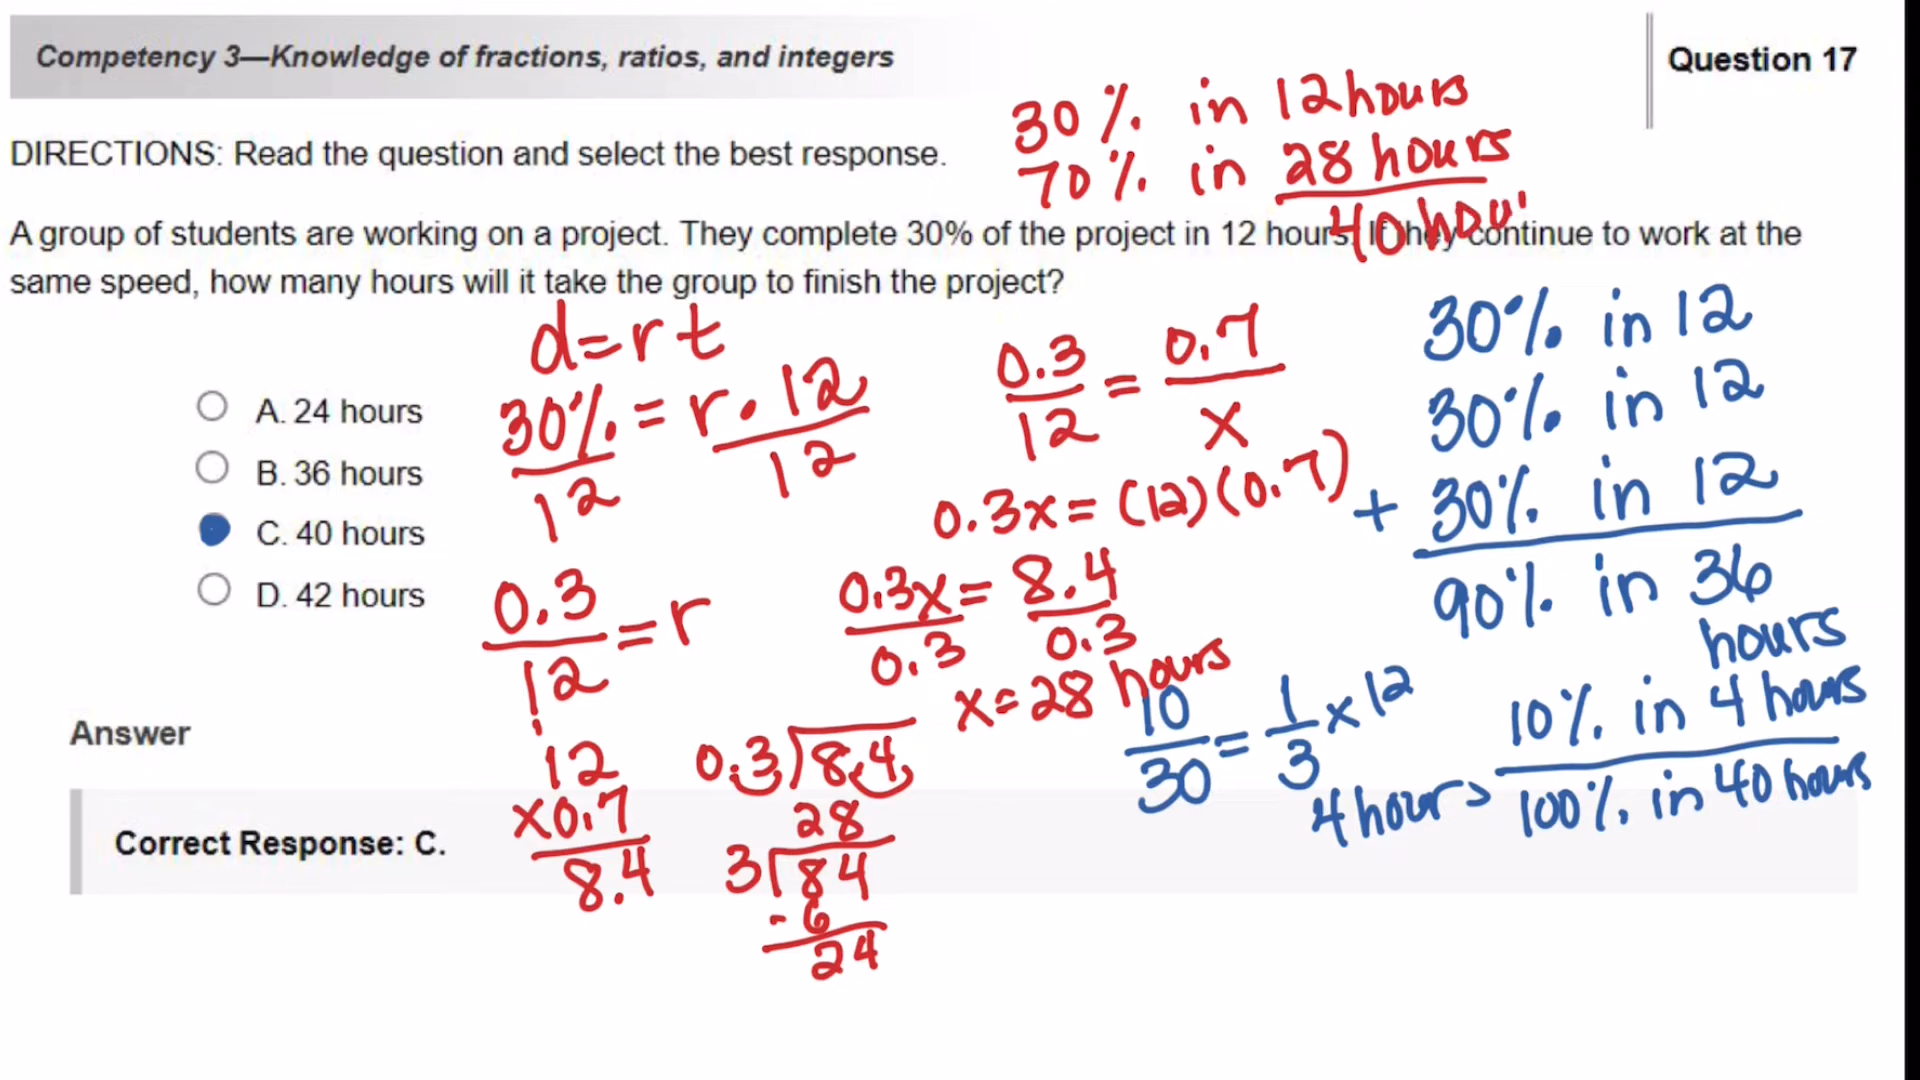 Competency 3—Knowledge of fractions, ratios, and integers
Question 17
30% in 12 hours
70% in 28 hours
40 hou
DIRECTIONS: Read the question and select the best response.
A group of students are working on a project. They complete 30% of the project in 12 hours. If they continue to work at the
same speed, how many hours will it take the group to finish the project?
A. 24 hours
B. 36 hours
C. 40 hours
D. 42 hours
d=rt
30%/12 = r·12/12
0.3/12 = r
12
x0.7
8.4
0.3/12 = 0.7/x
0.3x = (12)(0.7)
0.3x/0.3 = 8.4/0.3
x=28 hours
0.3)8.4
28
3)84
-6
24
30% in 12
30% in 12
+ 30% in 12
90% in 36
hours
10% in 4 hours
100% in 40 hours
10/30 = 1/3 x 12
4 hours
Answer
Correct Response: C.